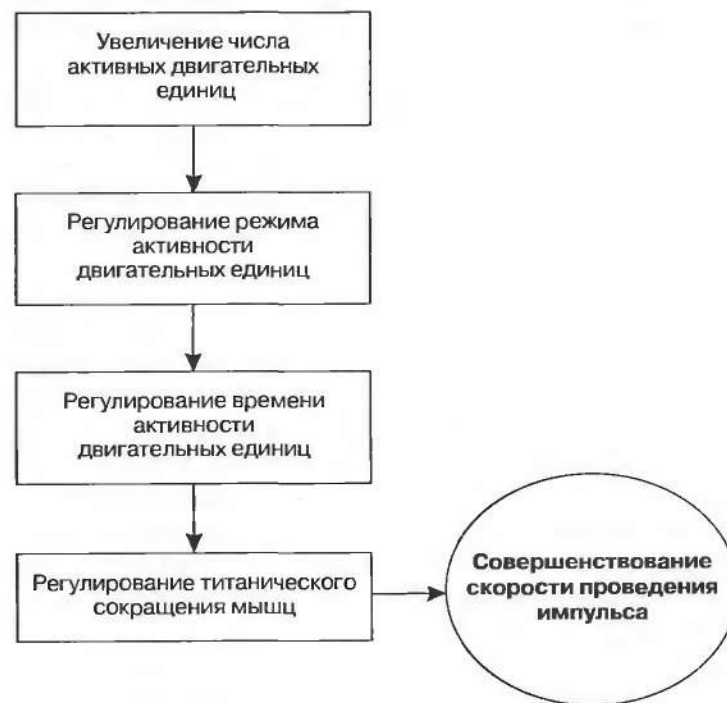 Увеличение числа
активных двигательных
единиц
Регулирование режима
активности
двигательных единиц
Регулирование времени
активности
двигательных единиц
Регулирование титанического
сокращения мышц
Совершенствование
скорости проведения
импульса